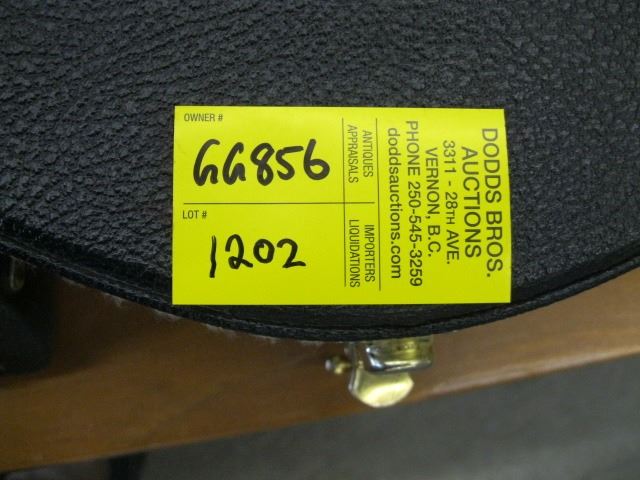 OWNER #
GG856
LOT #
1202
ANTIQUES
APPRAISALS
IMPORTERS
LIQUIDATIONS
DODDS BROS.
AUCTIONS
3311 - 28TH AVE.
VERNON, B.C.
PHONE 250-545-3259
doddsauctions.com